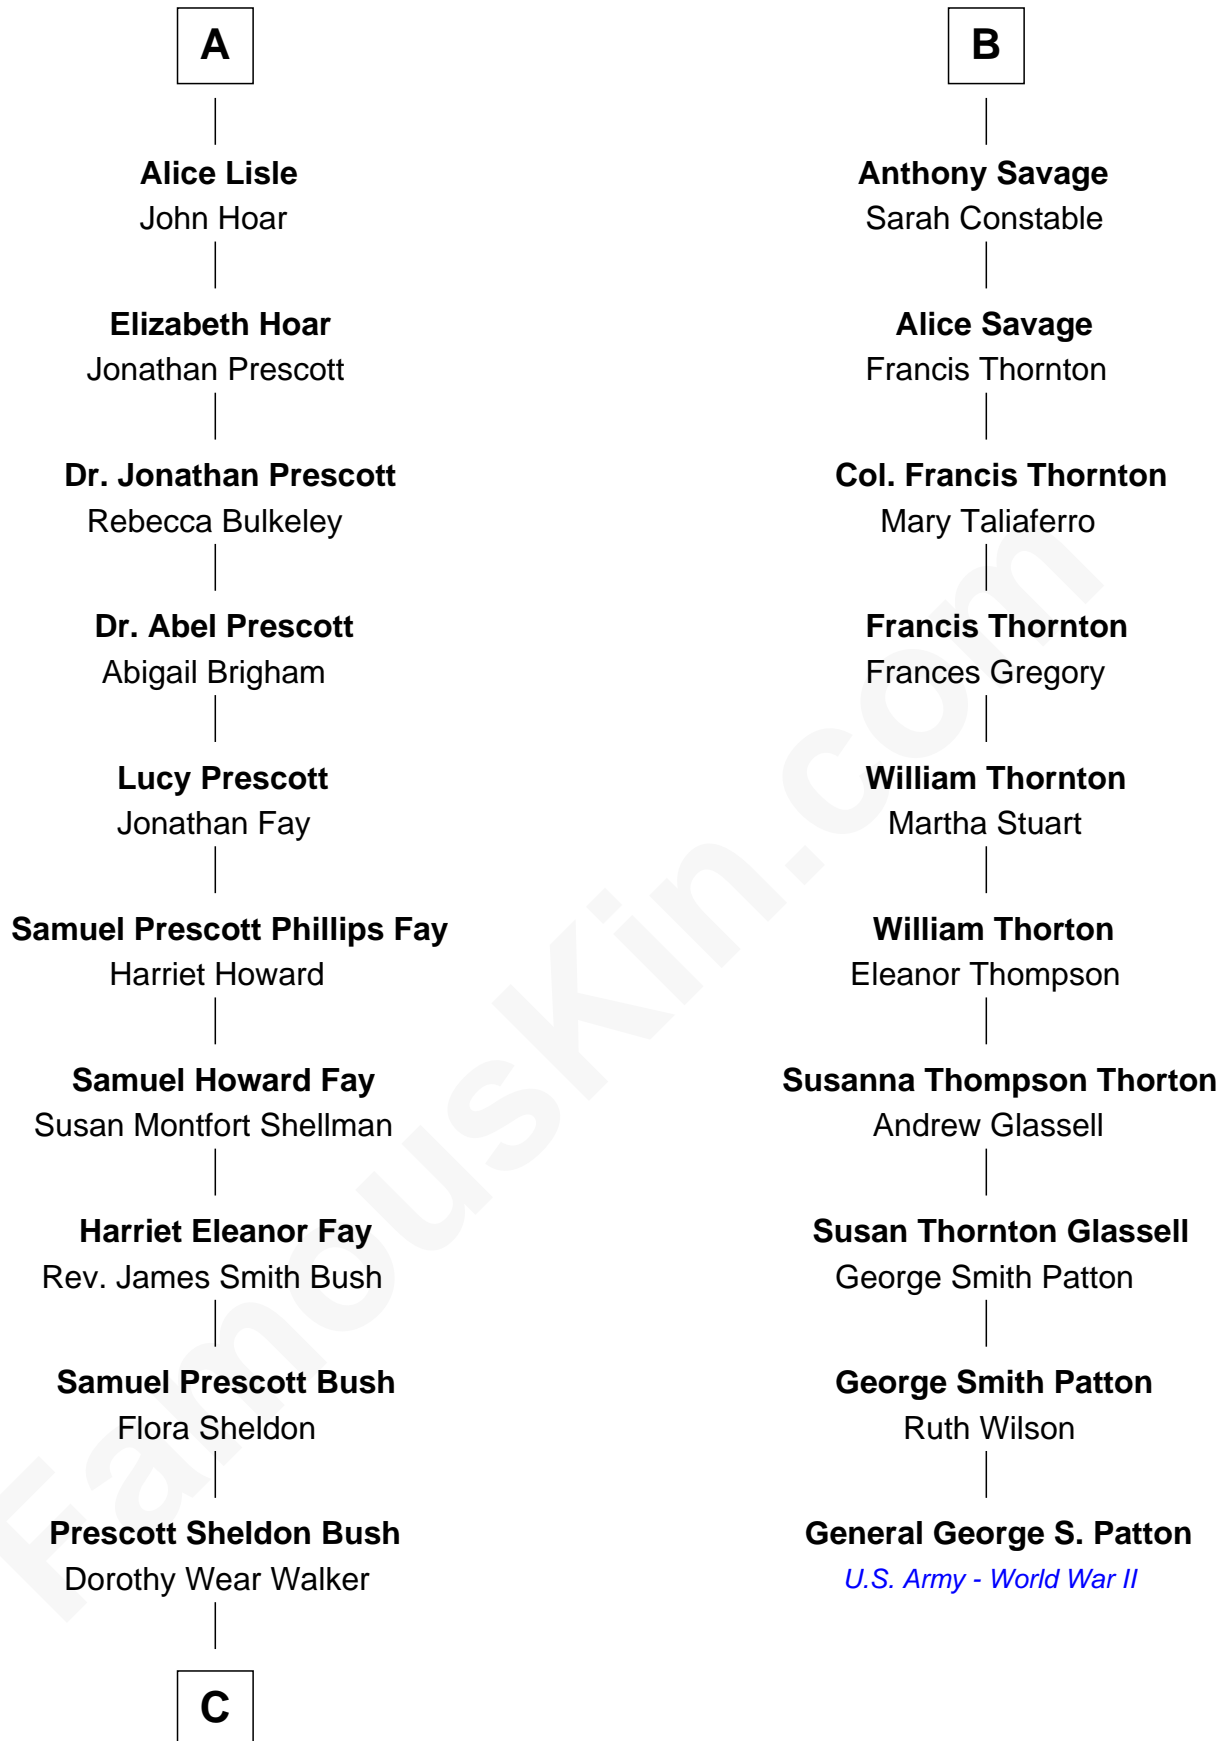 A
Alice Lisle
John Hoar
Elizabeth Hoar
Jonathan Prescott
Dr. Jonathan Prescott
Rebecca Bulkeley
Dr. Abel Prescott
Abigail Brigham
Lucy Prescott
Jonathan Fay
Samuel Prescott Phillips Fay
Harriet Howard
Samuel Howard Fay
Susan Montfort Shellman
Harriet Eleanor Fay
Rev. James Smith Bush
Samuel Prescott Bush
Flora Sheldon
Prescott Sheldon Bush
Dorothy Wear Walker
C
B
Anthony Savage
Sarah Constable
Alice Savage
Francis Thornton
Col. Francis Thornton
Mary Taliaferro
Francis Thornton
Frances Gregory
William Thornton
Martha Stuart
William Thorton
Eleanor Thompson
Susanna Thompson Thorton
Andrew Glassell
Susan Thornton Glassell
George Smith Patton
George Smith Patton
Ruth Wilson
General George S. Patton
U.S. Army - World War II
FamousKin.com